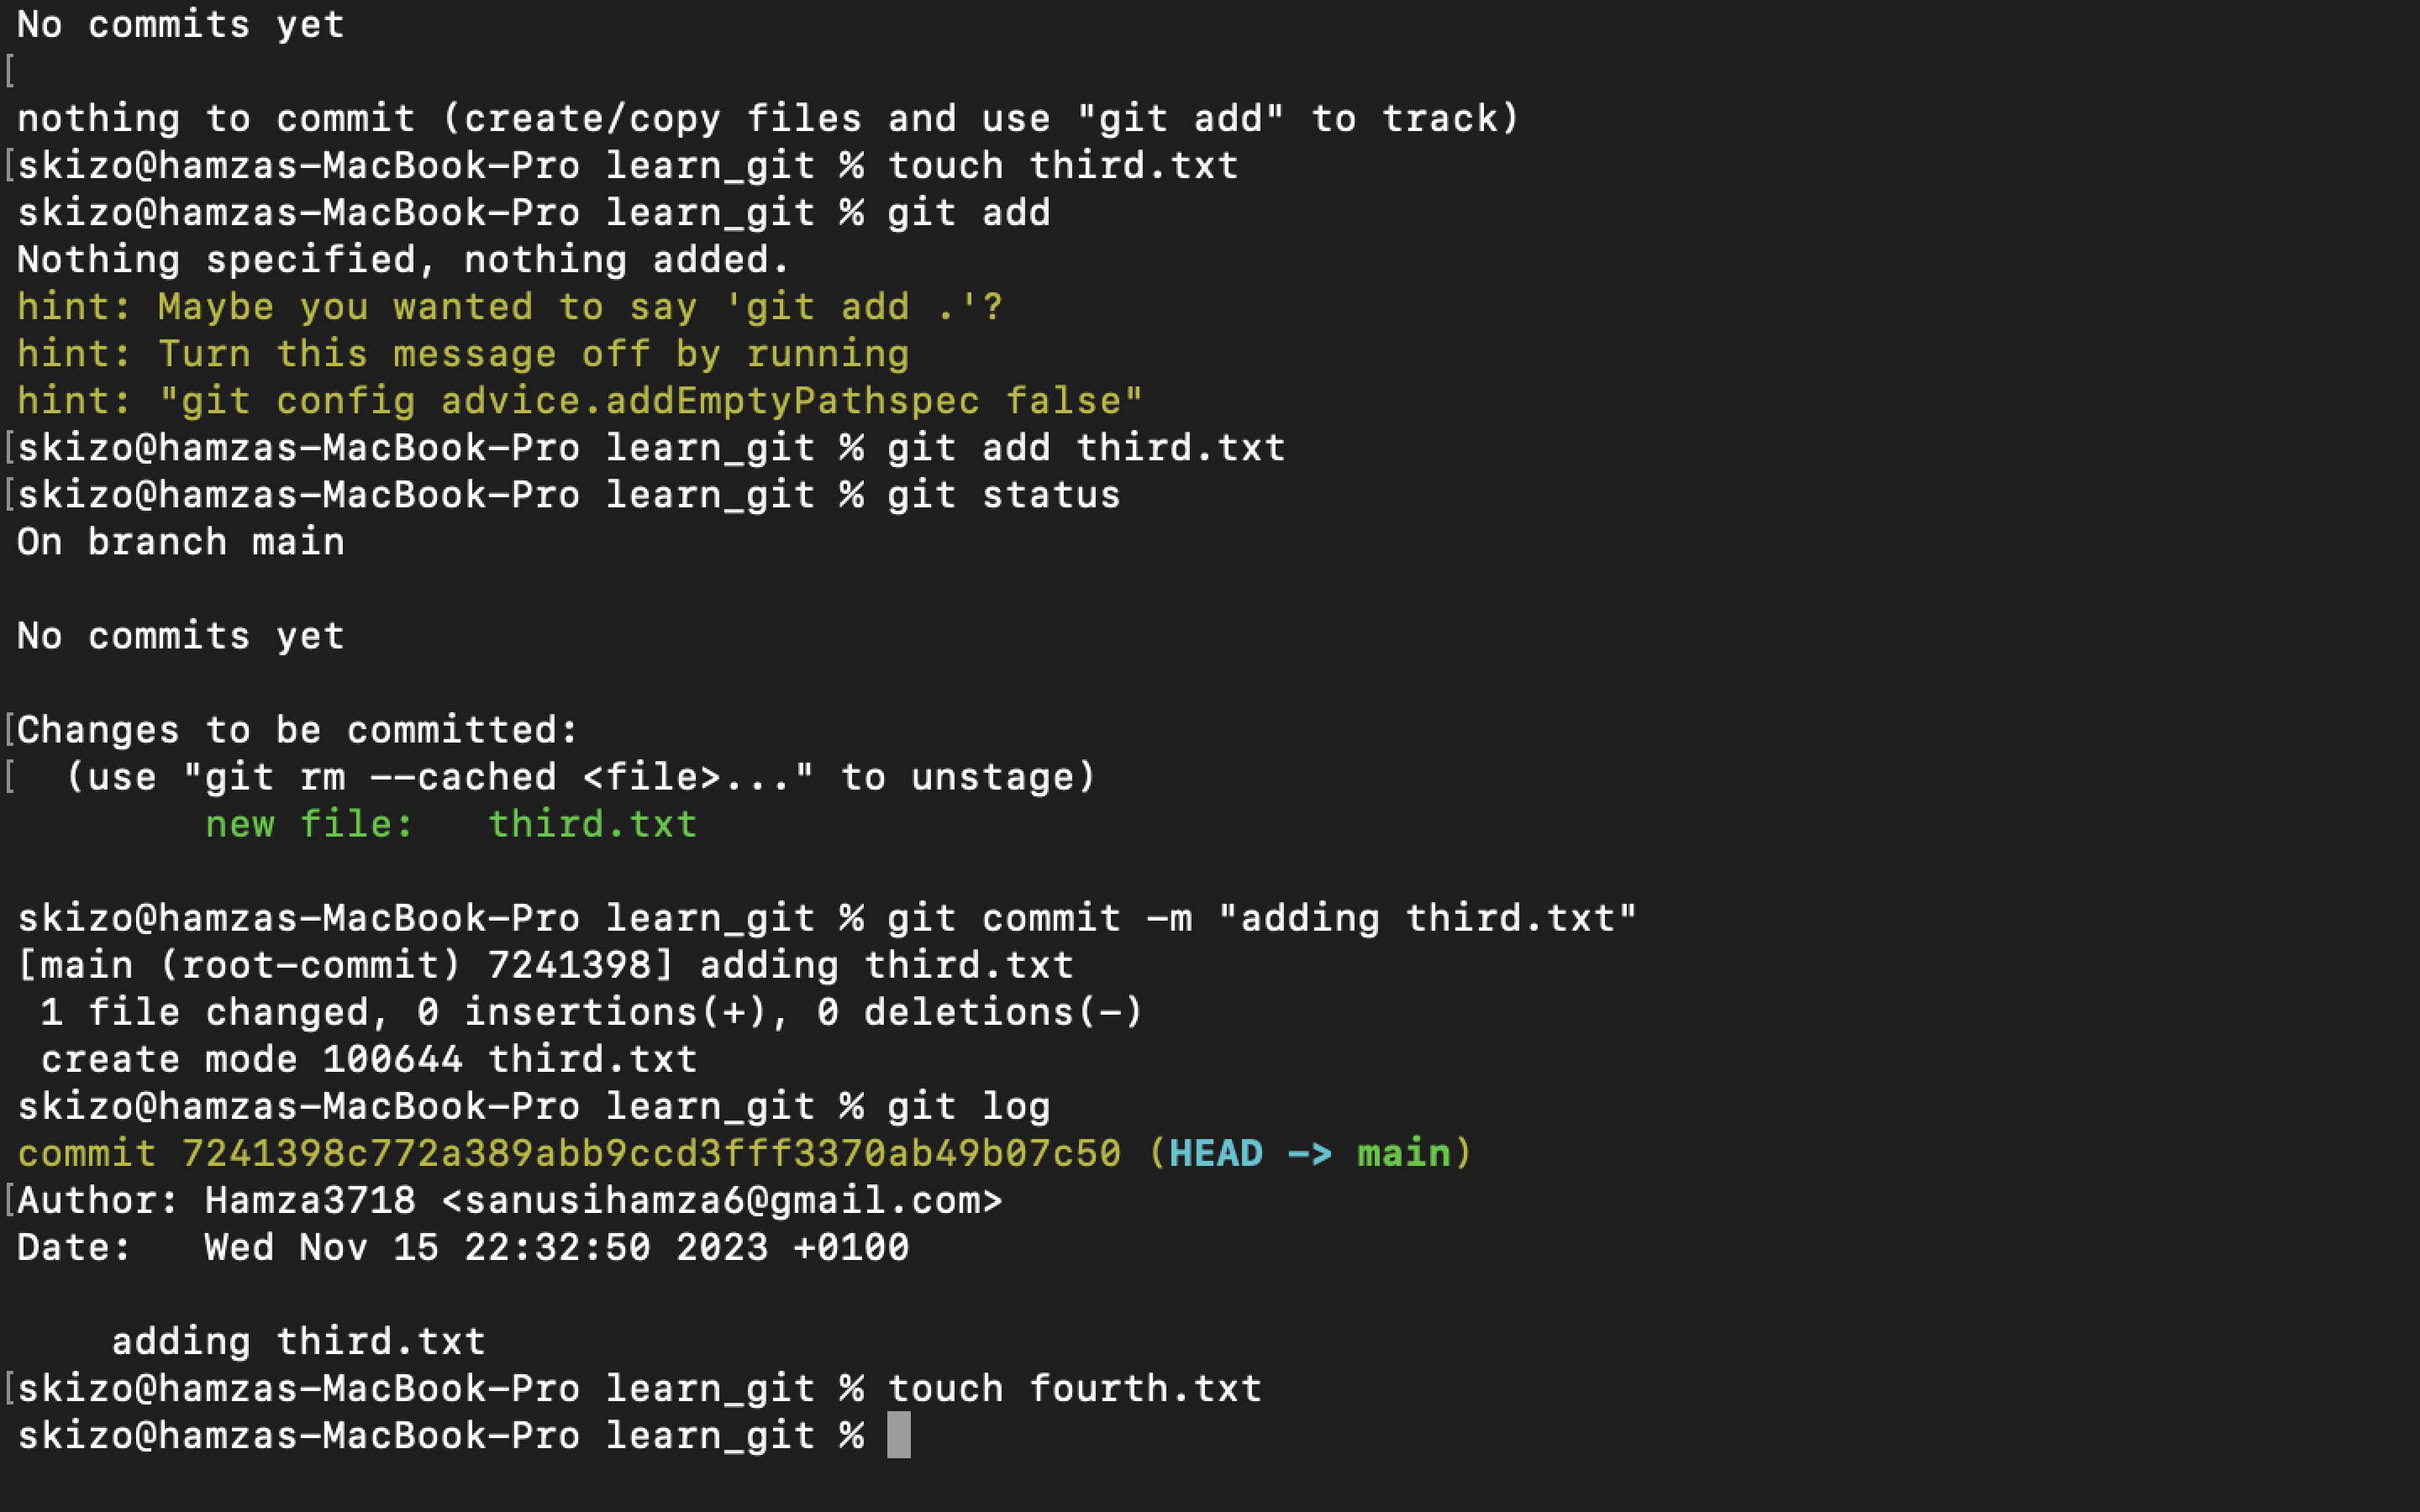 No commits yet
[
nothing to commit (create/copy files and use "git add" to track)
[skizo@hamzas-MacBook-Pro learn_git % touch third.txt
skizo@hamzas-MacBook-Pro learn_git % git add
Nothing specified, nothing added.
hint: Maybe you wanted to say 'git add .'?
hint: Turn this message off by running
hint: "git config advice.addEmptyPathspec false"
[skizo@hamzas-MacBook-Pro learn_git % git add third.txt
[skizo@hamzas-MacBook-Pro learn_git % git status
On branch main
No commits yet
[Changes to be committed:
[  (use "git rm --cached <file>..." to unstage)
new file:   third.txt
skizo@hamzas-MacBook-Pro learn_git % git commit -m "adding third.txt"
[main (root-commit) 7241398] adding third.txt
1 file changed, 0 insertions(+), 0 deletions(-)
create mode 100644 third.txt
skizo@hamzas-MacBook-Pro learn_git % git log
commit 7241398c772a389abb9ccd3fff3370ab49b07c50 (HEAD -> main)
[Author: Hamza3718 <sanusihamza6@gmail.com>
Date:   Wed Nov 15 22:32:50 2023 +0100
adding third.txt
[skizo@hamzas-MacBook-Pro learn_git % touch fourth.txt
skizo@hamzas-MacBook-Pro learn_git %